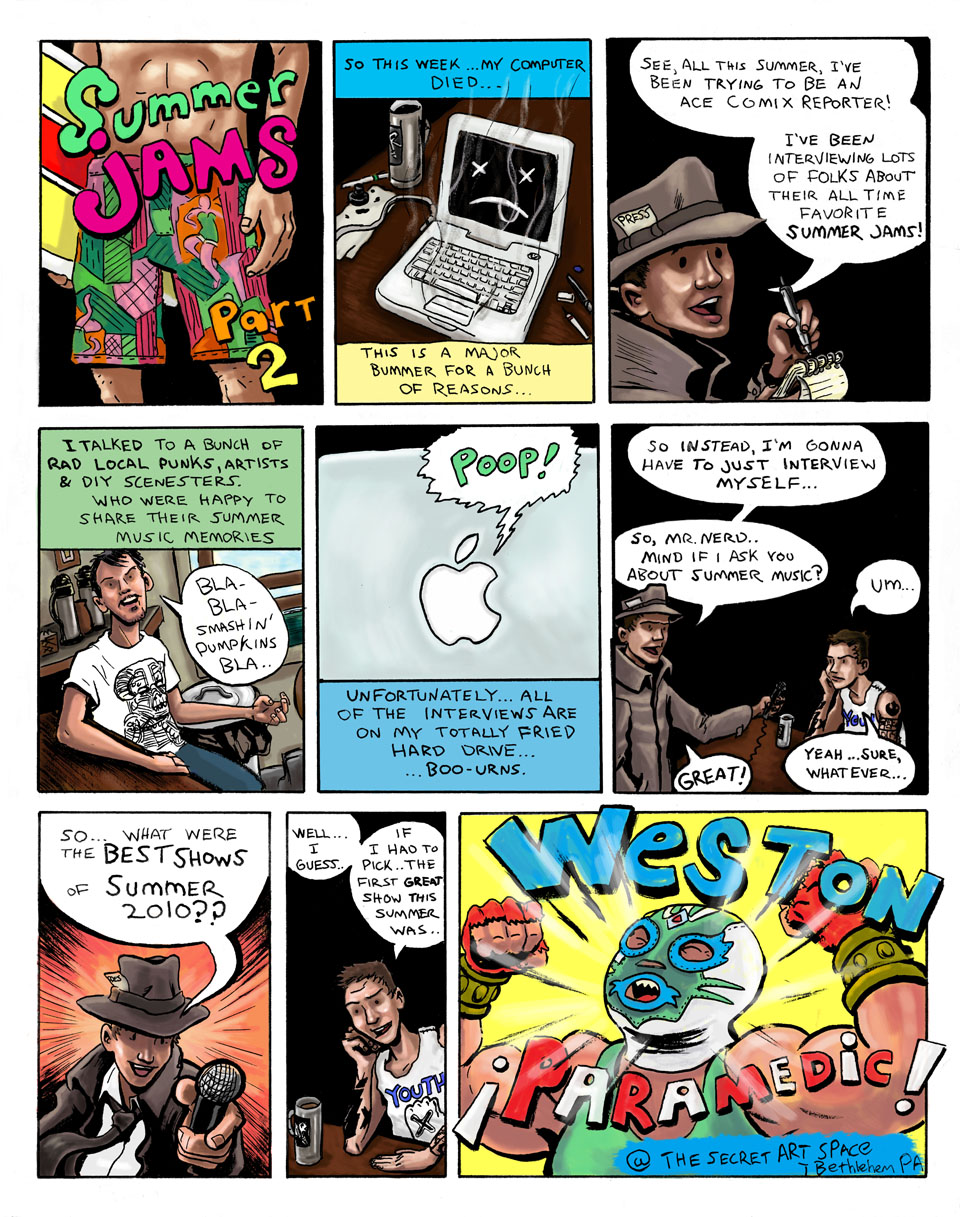 Summer
JAMS
Part
2
SO THIS WEEK ...MY COMPUTER
DIED...
THIS IS A MAJOR
BUMMER FOR A BUNCH
OF REASONS...
SEE, ALL THIS SUMMER, I'VE
BEEN TRYING TO BE AN
ACE COMIX REPORTER!
I'VE BEEN
INTERVIEWING LOTS
OF FOLKS ABOUT
THEIR ALL TIME
FAVORITE
SUMMER JAMS!
PRESS
I TALKED TO A BUNCH OF
RAD LOCAL PUNKS, ARTISTS
& DIY SCENESTERS.
WHO WERE HAPPY TO
SHARE THEIR SUMMER
MUSIC MEMORIES
BLA-
BLA-
SMASHIN'
PUMPKINS
BLA..
POOP!
UNFORTUNATELY... ALL
OF THE INTERVIEWS ARE
ON MY TOTALLY FRIED
HARD DRIVE...
...BOO-URNS.
SO INSTEAD, I'M GONNA
HAVE TO JUST INTERVIEW
MYSELF...
SO, MR. NERD..
MIND IF I ASK YOU
ABOUT SUMMER MUSIC?
UM...
YOU
GREAT!
YEAH ...SURE,
WHATEVER...
SO... WHAT WERE
THE BEST SHOWS
OF SUMMER
2010??
WELL...
I
GUESS..
IF
I HAD TO
PICK..THE
FIRST GREAT
SHOW THIS
SUMMER
WAS..
YOUTH
WESTON
¡PARAMEDIC!
@ THE SECRET ART SPACE
Bethlehem PA